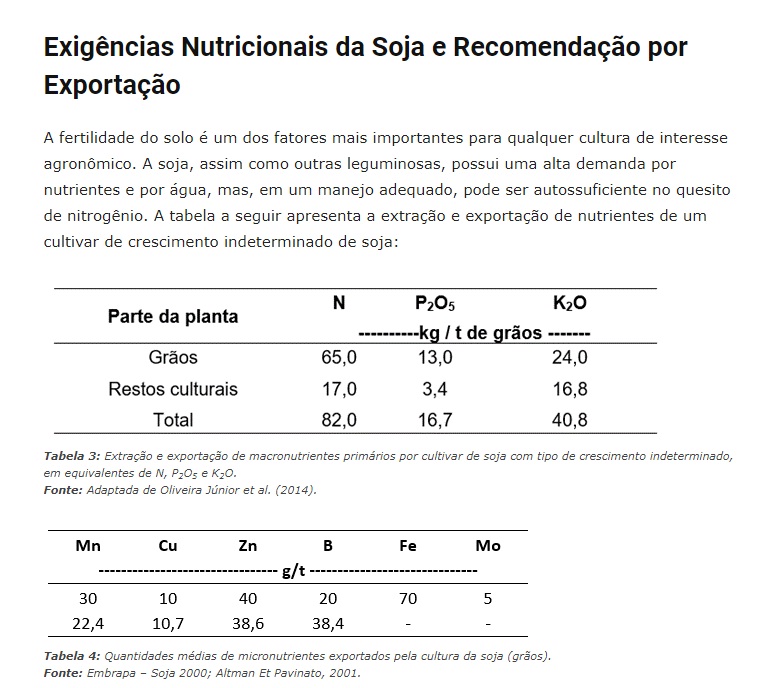 Exigências Nutricionais da Soja e Recomendação por
Exportação
A fertilidade do solo é um dos fatores mais importantes para qualquer cultura de interesse
agronômico. A soja, assim como outras leguminosas, possui uma alta demanda por
nutrientes e por água, mas, em um manejo adequado, pode ser autossuficiente no quesito
de nitrogênio. A tabela a seguir apresenta a extração e exportação de nutrientes de um
cultivar de crescimento indeterminado de soja:
Parte da planta N P₂O₅ K₂O
----------kg / t de grãos -------
Grãos 65,0 13,0 24,0
Restos culturais 17,0 3,4 16,8
Total 82,0 16,7 40,8
Tabela 3: Extração e exportação de macronutrientes primários por cultivar de soja com tipo de crescimento indeterminado,
em equivalentes de N, P₂O₅ e K₂O.
Fonte: Adaptada de Oliveira Júnior et al. (2014).
Mn Cu Zn B Fe Mo
-------------------------------- g/t ------------------------------
30 10 40 20 70 5
22,4 10,7 38,6 38,4 - -
Tabela 4: Quantidades médias de micronutrientes exportados pela cultura da soja (grãos).
Fonte: Embrapa – Soja 2000; Altman Et Pavinato, 2001.